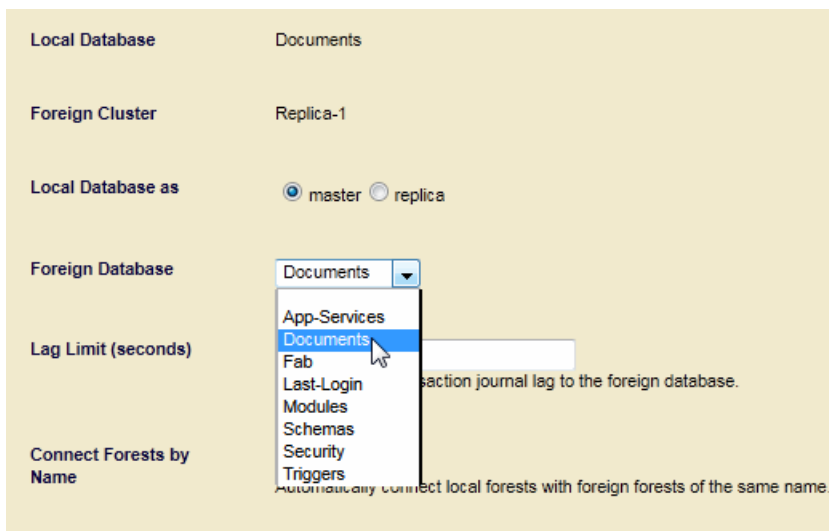 Local Database Documents
Foreign Cluster Replica-1
Local Database as master replica
Foreign Database Documents
App-Services
Documents
Lag Limit (seconds)
Fab
Last-Login
saction journal lag to the foreign database.
Modules
Schemas
Connect Forests by
Name
Security
Triggers
Automatically connect local forests with foreign forests of the same name.